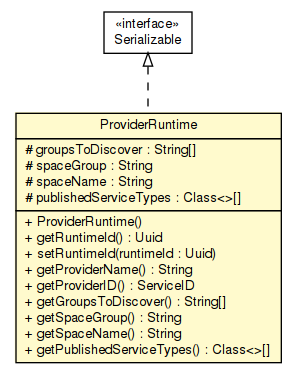 «interface»
Serializable
ProviderRuntime
# groupsToDiscover : String[]
# spaceGroup : String
# spaceName : String
# publishedServiceTypes : Class<>[]
+ ProviderRuntime()
+ getRuntimeId() : Uuid
+ setRuntimeId(runtimeId : Uuid)
+ getProviderName() : String
+ getProviderID() : ServiceID
+ getGroupsToDiscover() : String[]
+ getSpaceGroup() : String
+ getSpaceName() : String
+ getPublishedServiceTypes() : Class<>[]